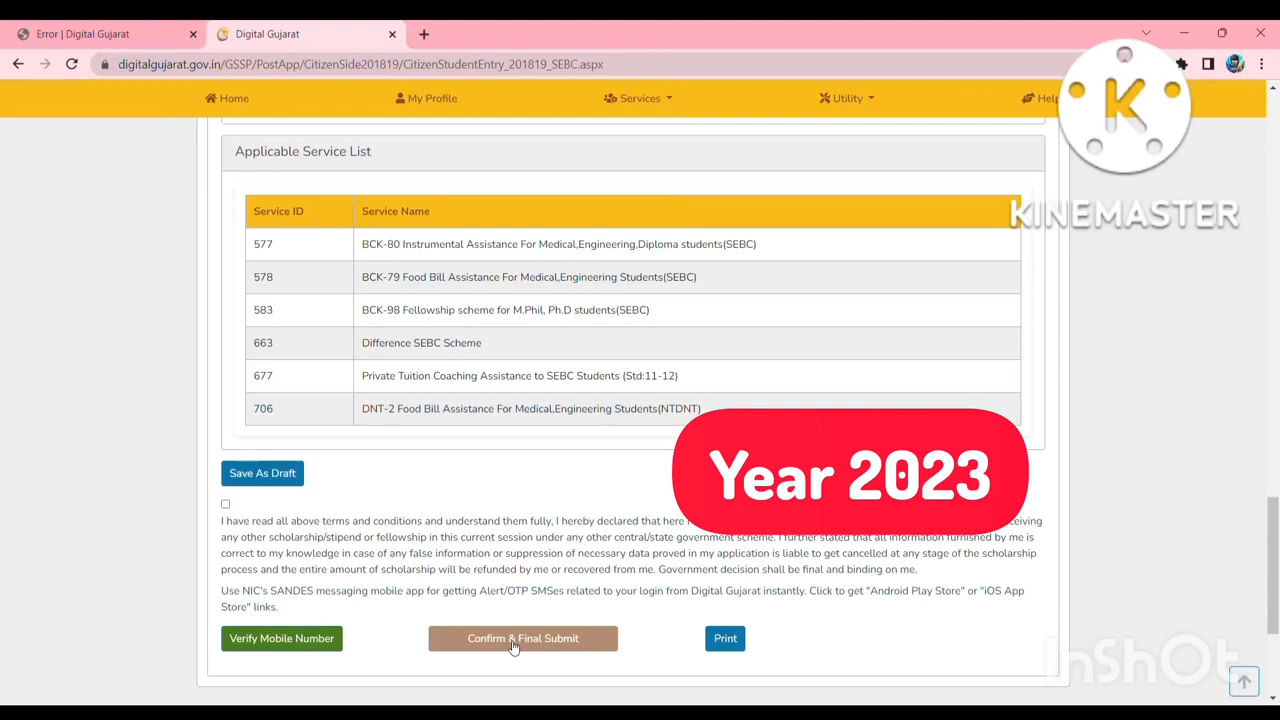 Error | Digital Gujarat
Digital Gujarat
digitalgujarat.gov.in/GSSP/PostApp/CitizenSide201819/CitizenStudentEntry_201819_SEBC.aspx
Home My Profile Services Utility Help
K
KINEMASTER
Applicable Service List
Service ID Service Name
577 BCK-80 Instrumental Assistance For Medical,Engineering,Diploma students(SEBC)
578 BCK-79 Food Bill Assistance For Medical,Engineering Students(SEBC)
583 BCK-98 Fellowship scheme for M.Phil, Ph.D students(SEBC)
663 Difference SEBC Scheme
677 Private Tuition Coaching Assistance to SEBC Students (Std:11-12)
706 DNT-2 Food Bill Assistance For Medical,Engineering Students(NTDNT)
Year 2023
Save As Draft
I have read all above terms and conditions and understand them fully, I hereby declared that here
any other scholarship/stipend or fellowship in this current session under any other central/state government scheme. I further stated that all information furnished by me is
correct to my knowledge in case of any false information or suppression of necessary data proved in my application is liable to get cancelled at any stage of the scholarship
process and the entire amount of scholarship will be refunded by me or recovered from me. Government decision shall be final and binding on me.
Use NIC's SANDES messaging mobile app for getting Alert/OTP SMSes related to your login from Digital Gujarat instantly. Click to get "Android Play Store" or "iOS App
Store" links.
Verify Mobile Number Confirm & Final Submit Print
InShOt